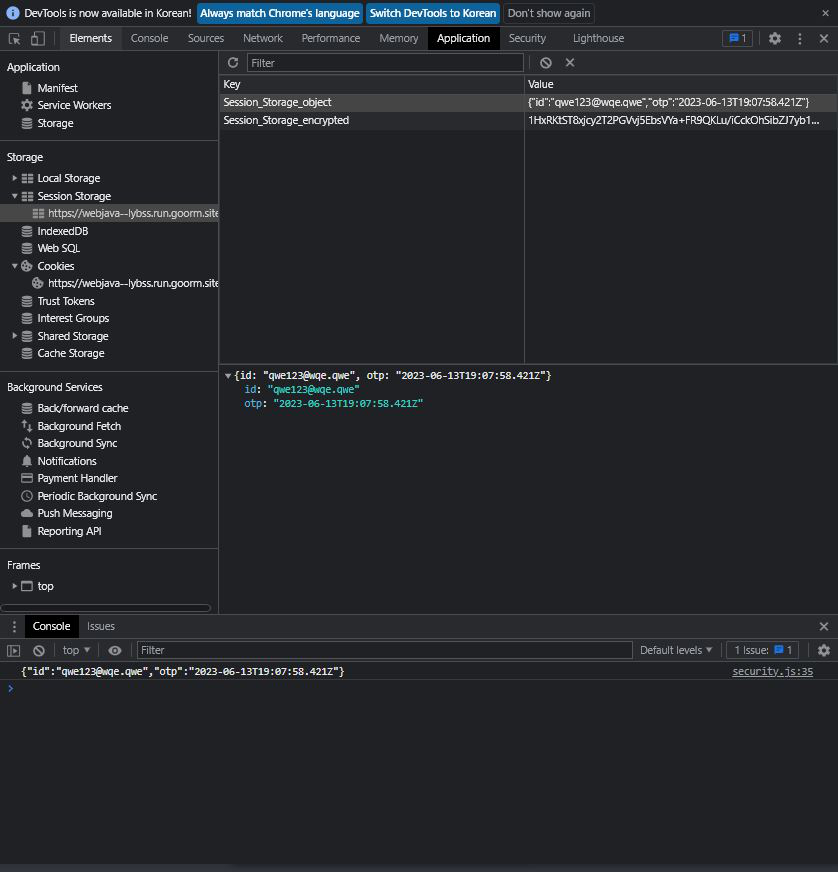 DevTools is now available in Korean! Always match Chrome's language Switch DevTools to Korean Don't show again
Elements Console Sources Network Performance Memory Application Security Lighthouse 1
Application
Manifest
Service Workers
Storage
Storage
Local Storage
Session Storage
https://webjava--lybss.run.goorm.site
IndexedDB
Web SQL
Cookies
https://webjava--lybss.run.goorm.site
Trust Tokens
Interest Groups
Shared Storage
Cache Storage
Background Services
Back/forward cache
Background Fetch
Background Sync
Notifications
Payment Handler
Periodic Background Sync
Push Messaging
Reporting API
Frames
top
Filter
Key Value
Session_Storage_object {"id":"qwe123@wqe.qwe","otp":"2023-06-13T19:07:58.421Z"}
Session_Storage_encrypted 1HxRKtST8xjcy2T2PGVvj5EbsVYa+FR9QKLu/iCckOhSibZJ7yb1...
{id: "qwe123@wqe.qwe", otp: "2023-06-13T19:07:58.421Z"}
id: "qwe123@wqe.qwe"
otp: "2023-06-13T19:07:58.421Z"
Console Issues
top Filter Default levels 1 Issue: 1
{"id":"qwe123@wqe.qwe","otp":"2023-06-13T19:07:58.421Z"} security.js:35